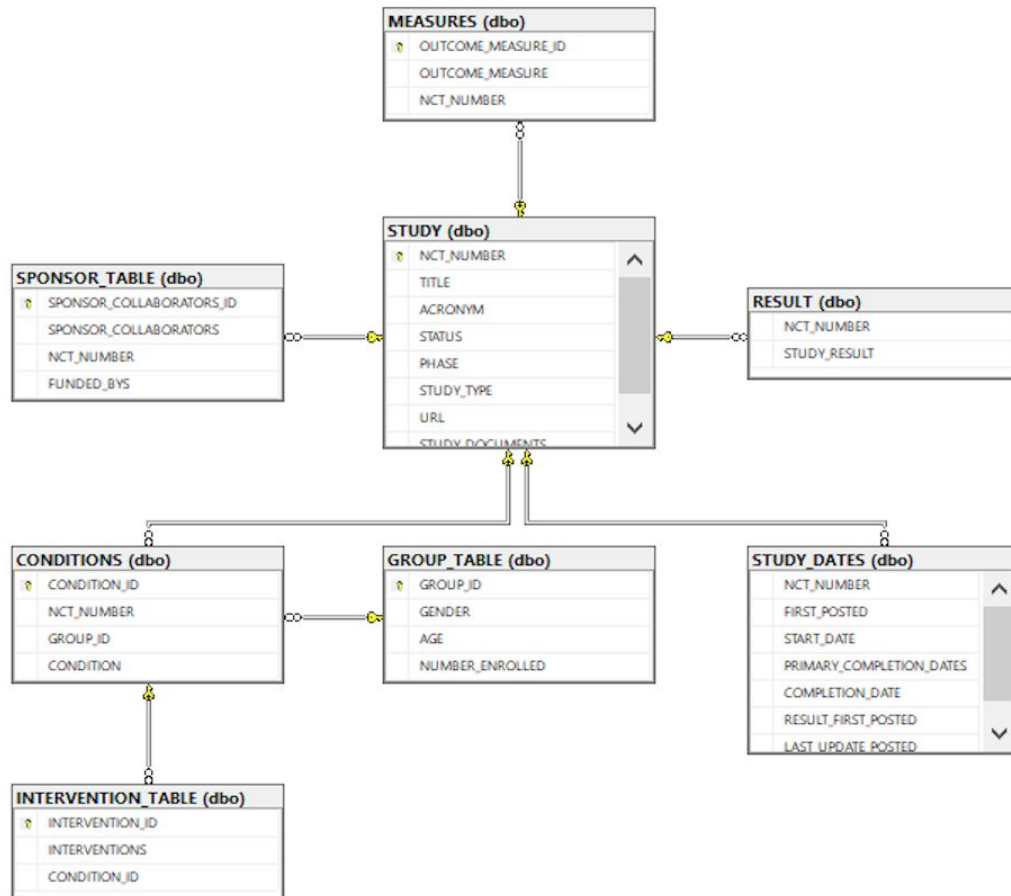 MEASURES (dbo)
OUTCOME_MEASURE_ID
OUTCOME_MEASURE
NCT_NUMBER
STUDY (dbo)
NCT_NUMBER
TITLE
ACRONYM
STATUS
PHASE
STUDY_TYPE
URL
STUDY_DOCUMENTS
SPONSOR_TABLE (dbo)
SPONSOR_COLLABORATORS_ID
SPONSOR_COLLABORATORS
NCT_NUMBER
FUNDED_BYS
RESULT (dbo)
NCT_NUMBER
STUDY_RESULT
CONDITIONS (dbo)
CONDITION_ID
NCT_NUMBER
GROUP_ID
CONDITION
GROUP_TABLE (dbo)
GROUP_ID
GENDER
AGE
NUMBER_ENROLLED
STUDY_DATES (dbo)
NCT_NUMBER
FIRST_POSTED
START_DATE
PRIMARY_COMPLETION_DATES
COMPLETION_DATE
RESULT_FIRST_POSTED
LAST_UPDATE_POSTED
INTERVENTION_TABLE (dbo)
INTERVENTION_ID
INTERVENTIONS
CONDITION_ID